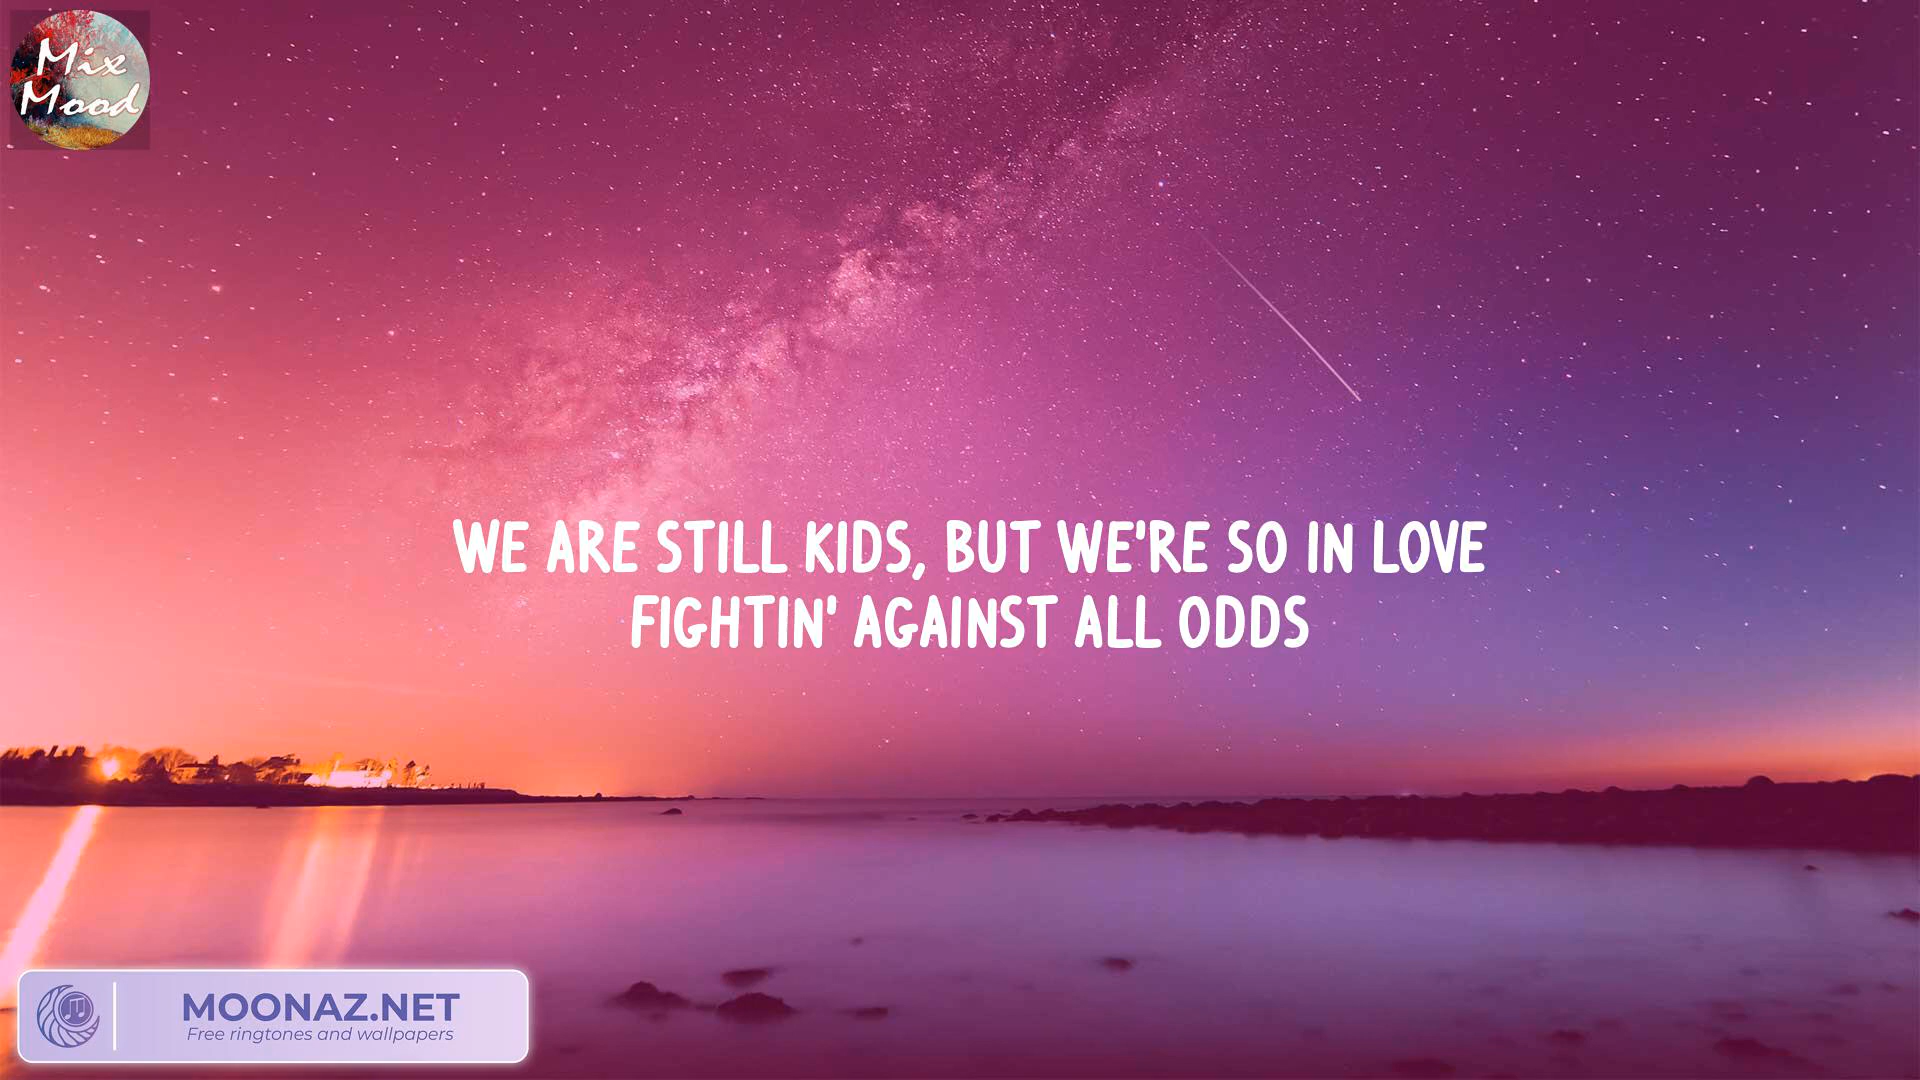 Mix
Mood
WE ARE STILL KIDS, BUT WE'RE SO IN LOVE
FIGHTIN' AGAINST ALL ODDS
MOONAZ.NET
Free ringtones and wallpapers